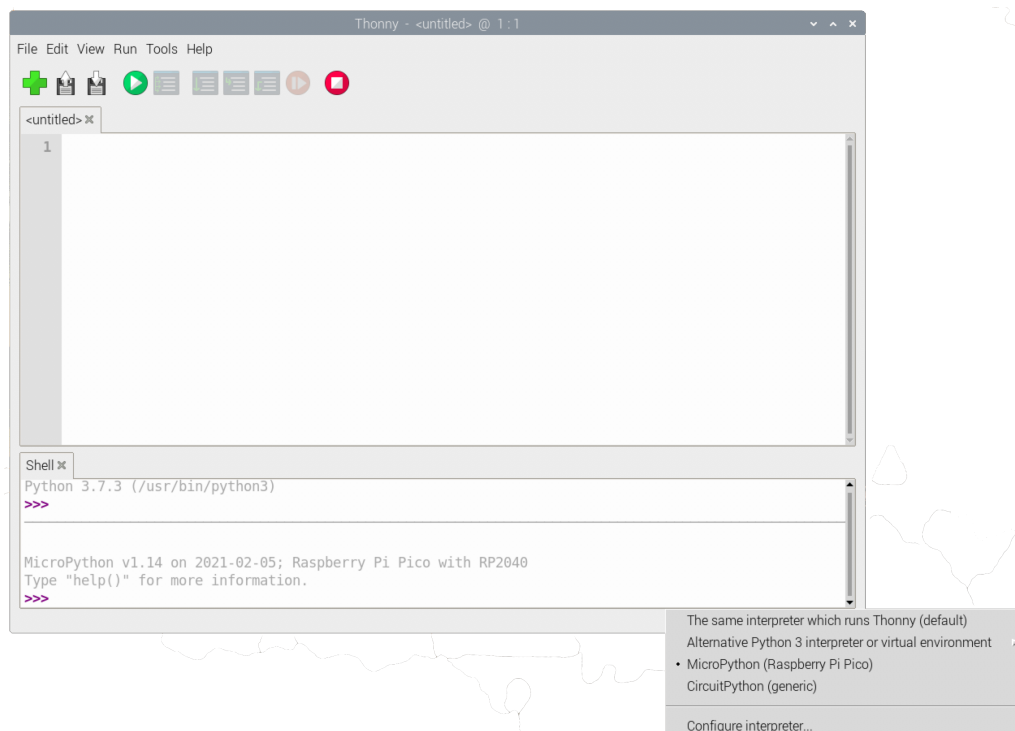 Thonny - <untitled> @ 1 : 1
File Edit View Run Tools Help
<untitled>
1
Shell
Python 3.7.3 (/usr/bin/python3)
>>>
MicroPython v1.14 on 2021-02-05; Raspberry Pi Pico with RP2040
Type "help()" for more information.
>>>
The same interpreter which runs Thonny (default)
Alternative Python 3 interpreter or virtual environment
• MicroPython (Raspberry Pi Pico)
CircuitPython (generic)
Configure interpreter...